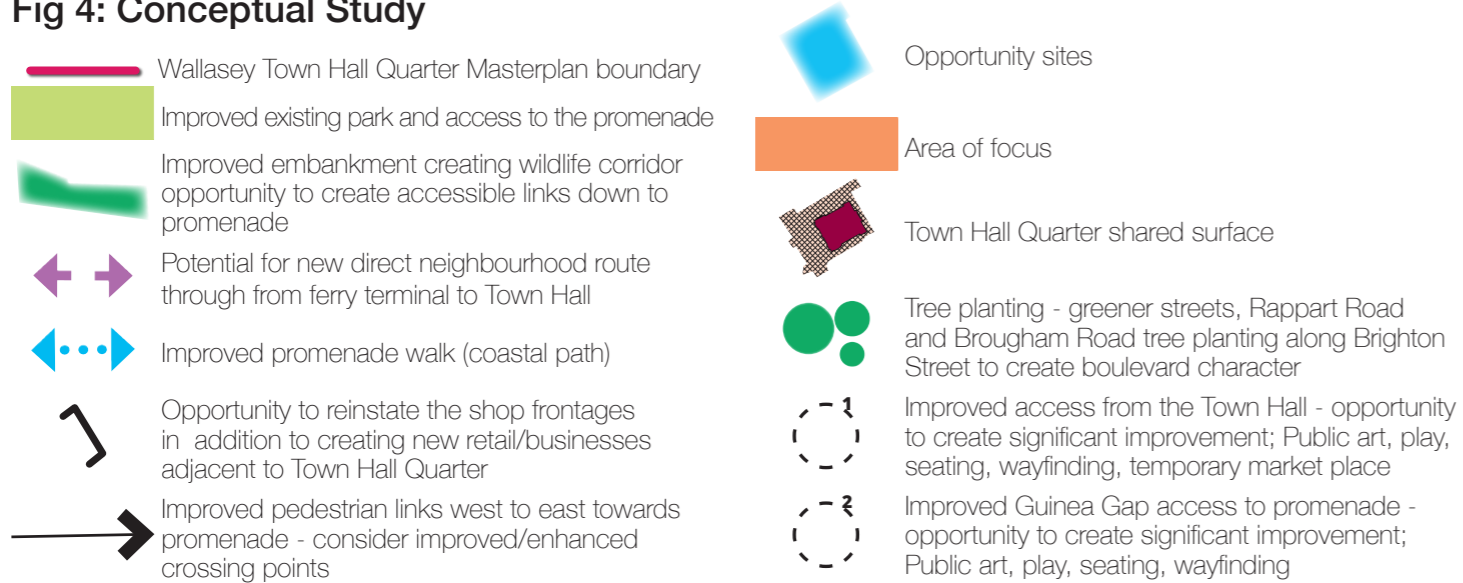 Fig 4: Conceptual Study
Wallasey Town Hall Quarter Masterplan boundary
Improved existing park and access to the promenade
Improved embankment creating wildlife corridor
opportunity to create accessible links down to
promenade
Potential for new direct neighbourhood route
through from ferry terminal to Town Hall
Improved promenade walk (coastal path)
Opportunity to reinstate the shop frontages
in addition to creating new retail/businesses
adjacent to Town Hall Quarter
Improved pedestrian links west to east towards
promenade - consider improved/enhanced
crossing points
Opportunity sites
Area of focus
Town Hall Quarter shared surface
Tree planting - greener streets, Rappart Road
and Brougham Road tree planting along Brighton
Street to create boulevard character
1
Improved access from the Town Hall - opportunity
to create significant improvement; Public art, play,
seating, wayfinding, temporary market place
2
Improved Guinea Gap access to promenade -
opportunity to create significant improvement;
Public art, play, seating, wayfinding